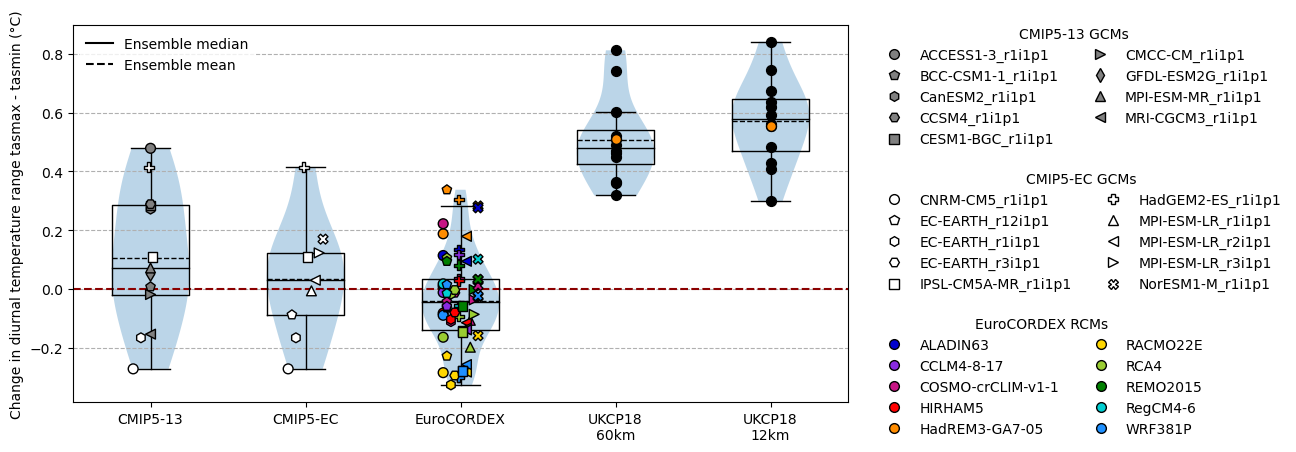 Change in diurnal temperature range tasmax - tasmin (°C)
0.8
0.6
0.4
0.2
0.0
−0.2
Ensemble median
Ensemble mean
CMIP5-13
CMIP5-EC
EuroCORDEX
UKCP18
60km
UKCP18
12km
CMIP5-13 GCMs
ACCESS1-3_r1i1p1
BCC-CSM1-1_r1i1p1
CanESM2_r1i1p1
CCSM4_r1i1p1
CESM1-BGC_r1i1p1
CMCC-CM_r1i1p1
GFDL-ESM2G_r1i1p1
MPI-ESM-MR_r1i1p1
MRI-CGCM3_r1i1p1
CMIP5-EC GCMs
CNRM-CM5_r1i1p1
EC-EARTH_r12i1p1
EC-EARTH_r1i1p1
EC-EARTH_r3i1p1
IPSL-CM5A-MR_r1i1p1
HadGEM2-ES_r1i1p1
MPI-ESM-LR_r1i1p1
MPI-ESM-LR_r2i1p1
MPI-ESM-LR_r3i1p1
NorESM1-M_r1i1p1
EuroCORDEX RCMs
ALADIN63
CCLM4-8-17
COSMO-crCLIM-v1-1
HIRHAM5
HadREM3-GA7-05
RACMO22E
RCA4
REMO2015
RegCM4-6
WRF381P